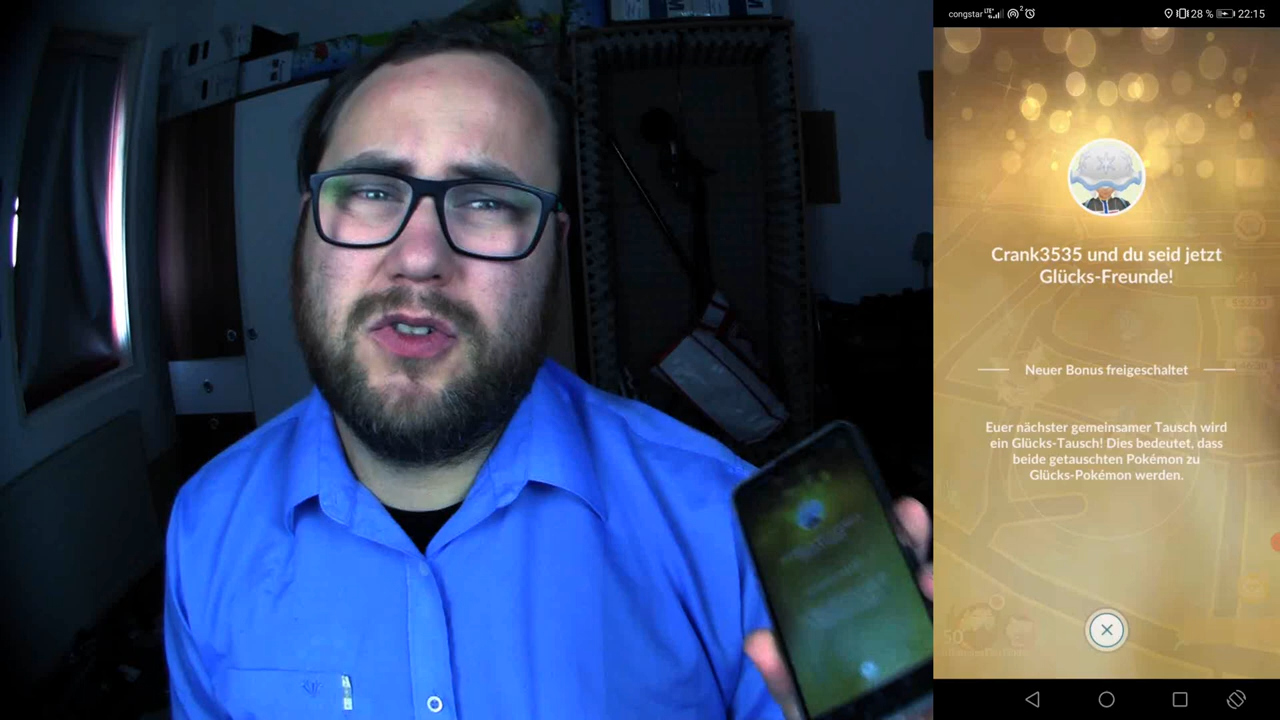 congstar
28 %
22:15
Crank3535 und du seid jetzt
Glücks-Freunde!
Neuer Bonus freigeschaltet
Euer nächster gemeinsamer Tausch wird
ein Glücks-Tausch! Dies bedeutet, dass
beide getauschten Pokémon zu
Glücks-Pokémon werden.
50